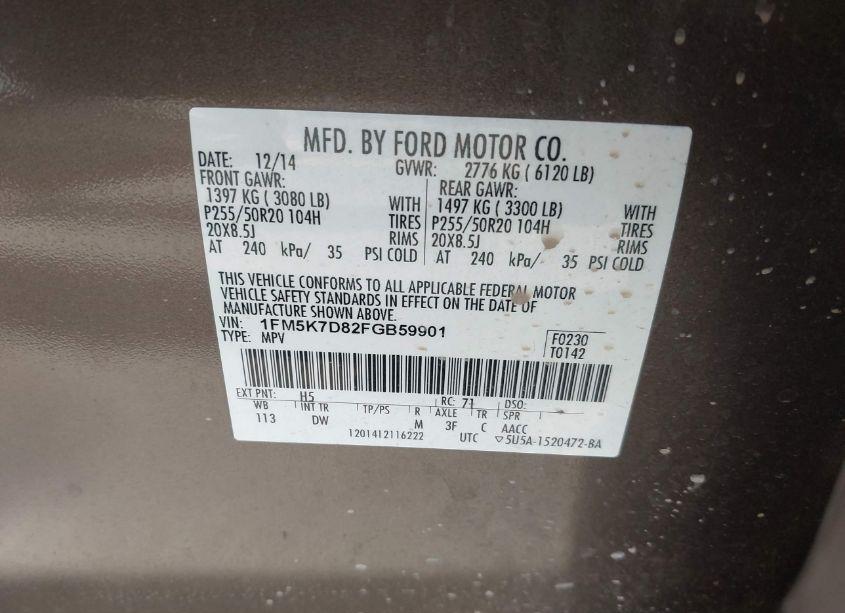 MFD. BY FORD MOTOR CO.
DATE: 12/14 GVWR: 2776 KG ( 6120 LB)
FRONT GAWR: REAR GAWR:
1397 KG ( 3080 LB) WITH 1497 KG ( 3300 LB) WITH
P255/50R20 104H TIRES P255/50R20 104H TIRES
20X8.5J RIMS 20X8.5J RIMS
AT 240 kPa/ 35 PSI COLD AT 240 kPa/ 35 PSI COLD
THIS VEHICLE CONFORMS TO ALL APPLICABLE FEDERAL MOTOR
VEHICLE SAFETY STANDARDS IN EFFECT ON THE DATE OF
MANUFACTURE SHOWN ABOVE.
VIN: 1FM5K7D82FGB59901 F0230
TYPE: MPV T0142
EXT PNT: H5 RC: 71 DSO:
WB INT TR TP/PS R AXLE TR SPR
113 DW M 3F C AACC
1201412116222 UTC ▽5U5A-1520472-BA